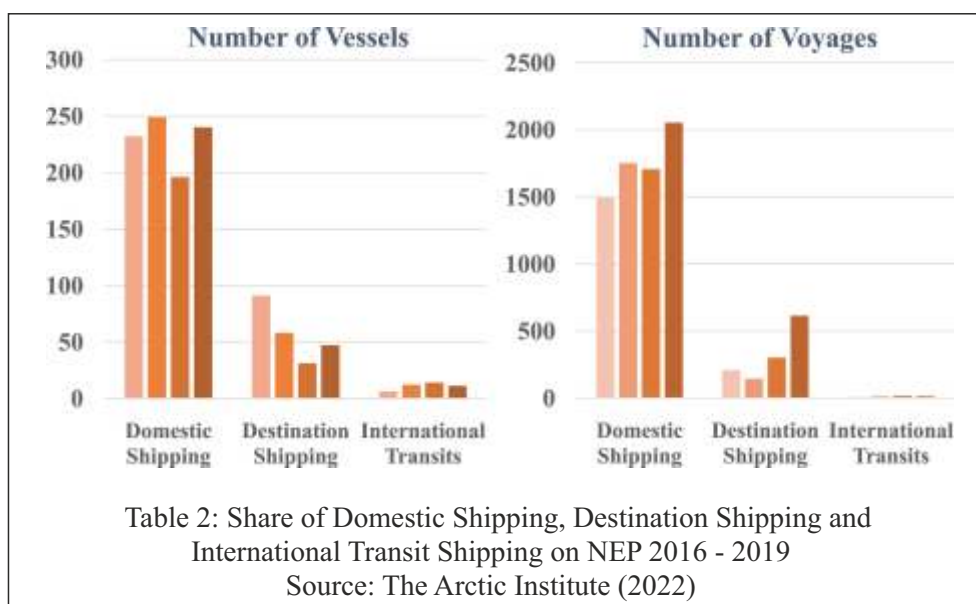 Number of Vessels
300
250
200
150
100
50
0
Domestic
Shipping
Destination
Shipping
International
Transits
Number of Voyages
2500
2000
1500
1000
500
0
Domestic
Shipping
Destination
Shipping
International
Transits
Table 2: Share of Domestic Shipping, Destination Shipping and
International Transit Shipping on NEP 2016 - 2019
Source: The Arctic Institute (2022)